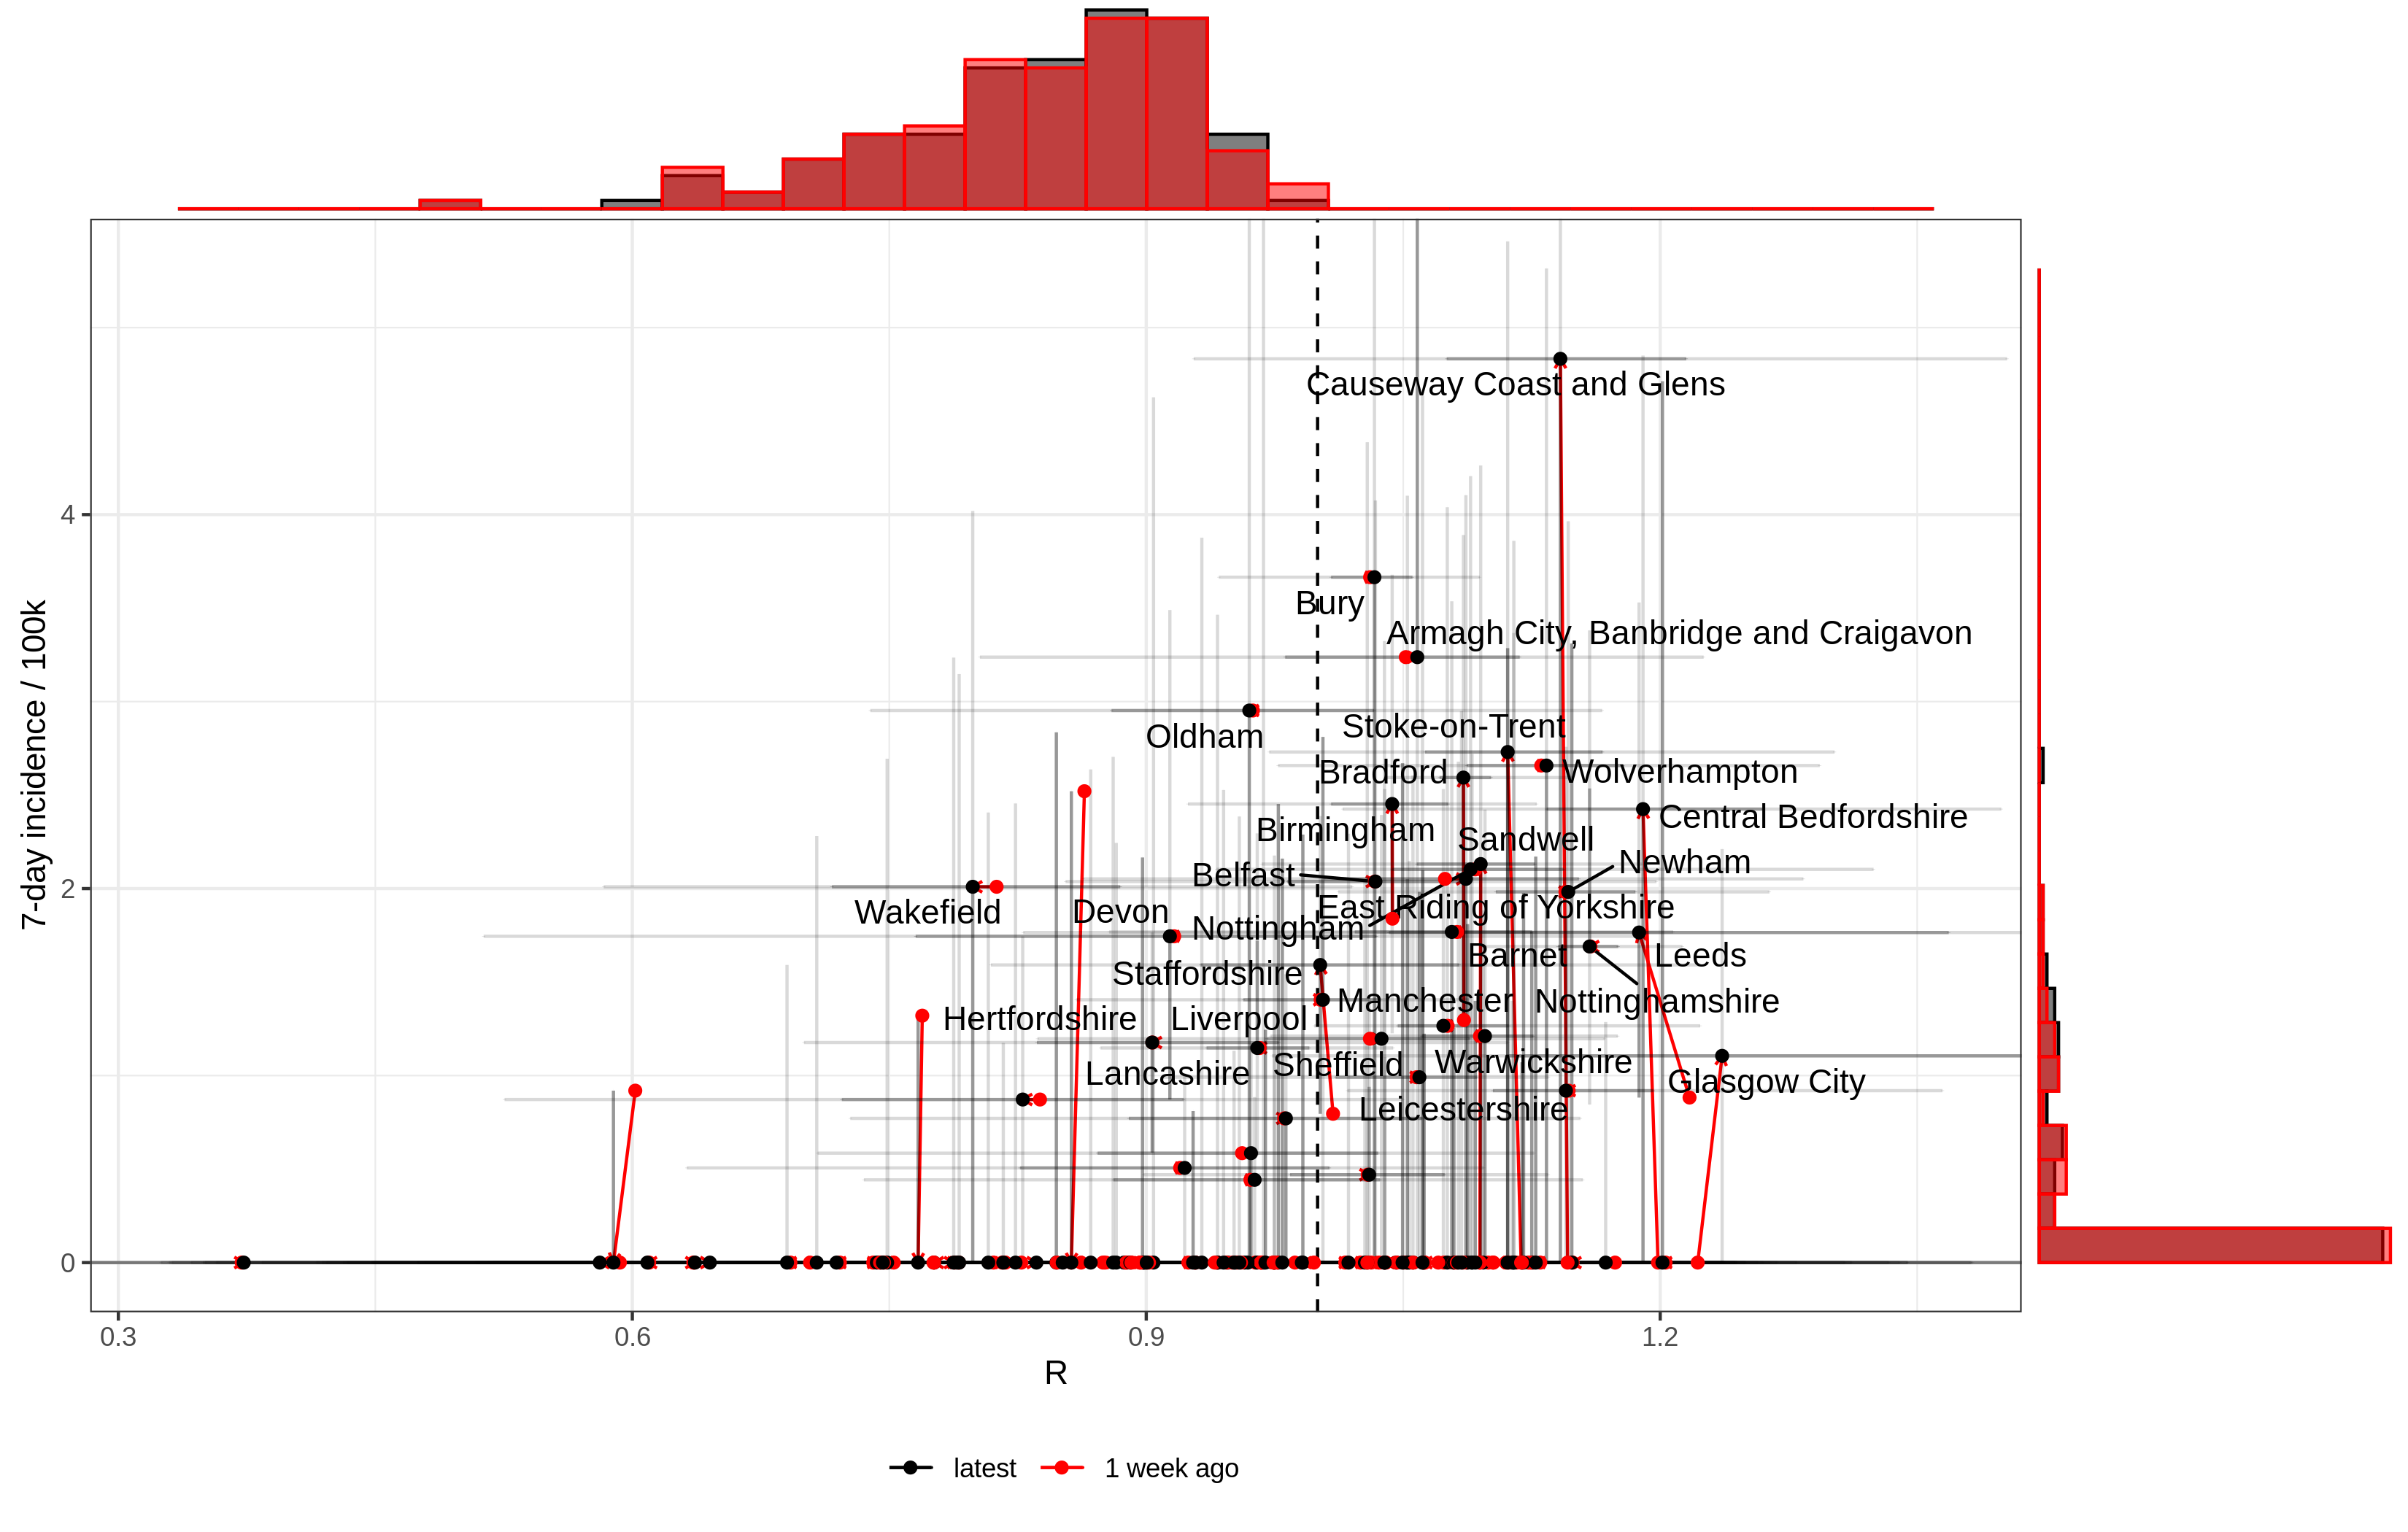 Causeway Coast and Glens
4
Bury
Armagh City, Banbridge and Craigavon
Oldham
Stoke-on-Trent
Bradford
Wolverhampton
Central Bedfordshire
Birmingham
Sandwell
Newham
Belfast
2
Wakefield
Devon
East Riding of Yorkshire
Nottingham
Barnet
Leeds
Staffordshire
Manchester
Nottinghamshire
Hertfordshire
Liverpool
Sheffield
Warwickshire
Lancashire
Glasgow City
Leicestershire
0
7-day incidence / 100k
0.3
0.6
0.9
1.2
R
latest
1 week ago